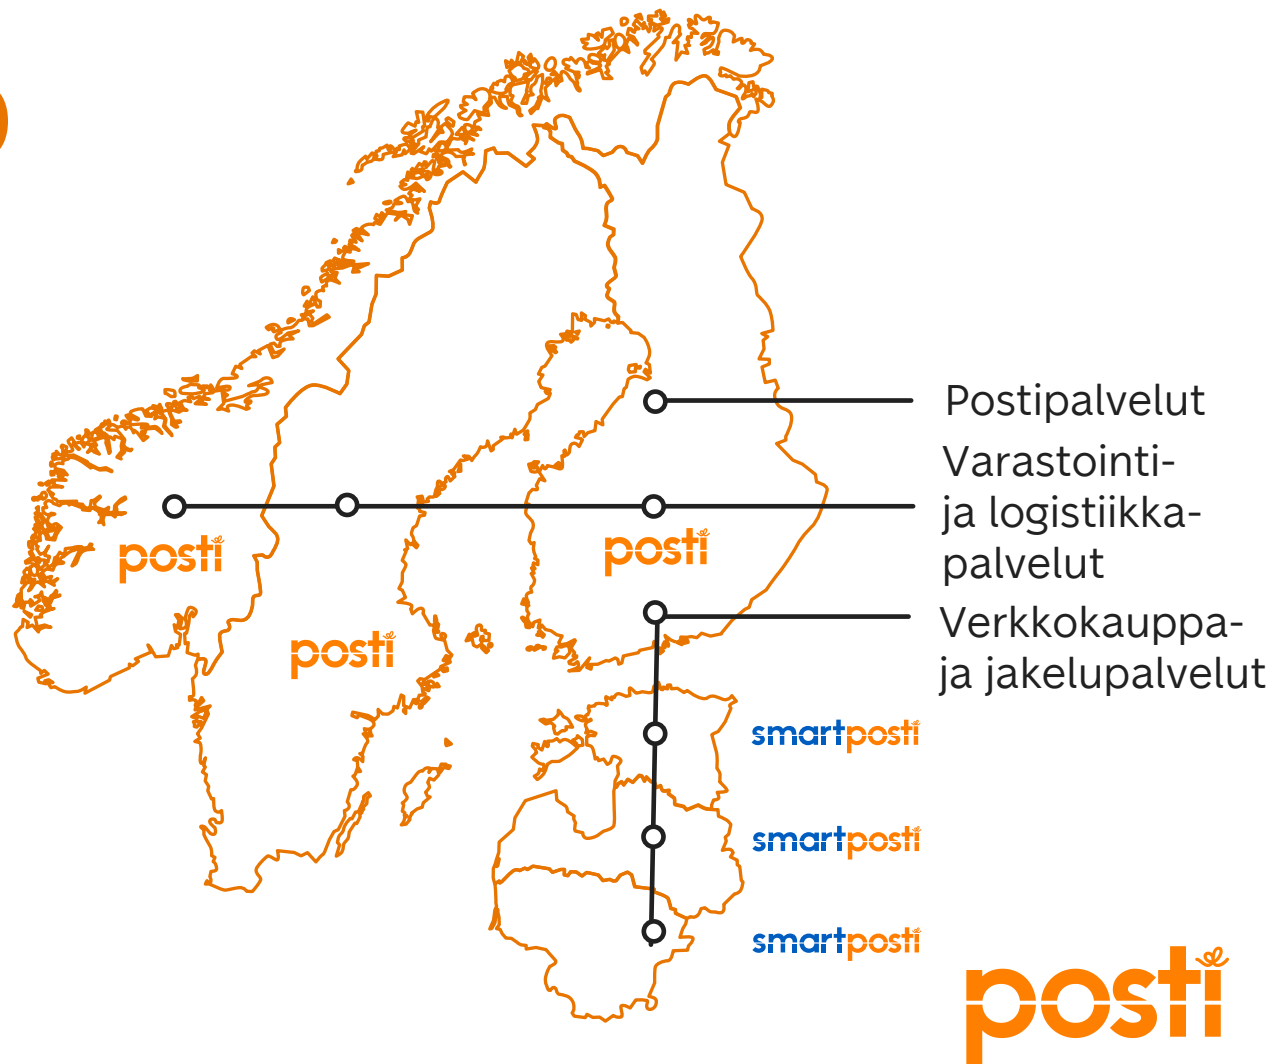 Postipalvelut
Varastointi-
ja logistiikka-
palvelut
posti
posti
Verkkokauppa-
ja jakelupalvelut
posti
smartposti
smartposti
smartposti
posti